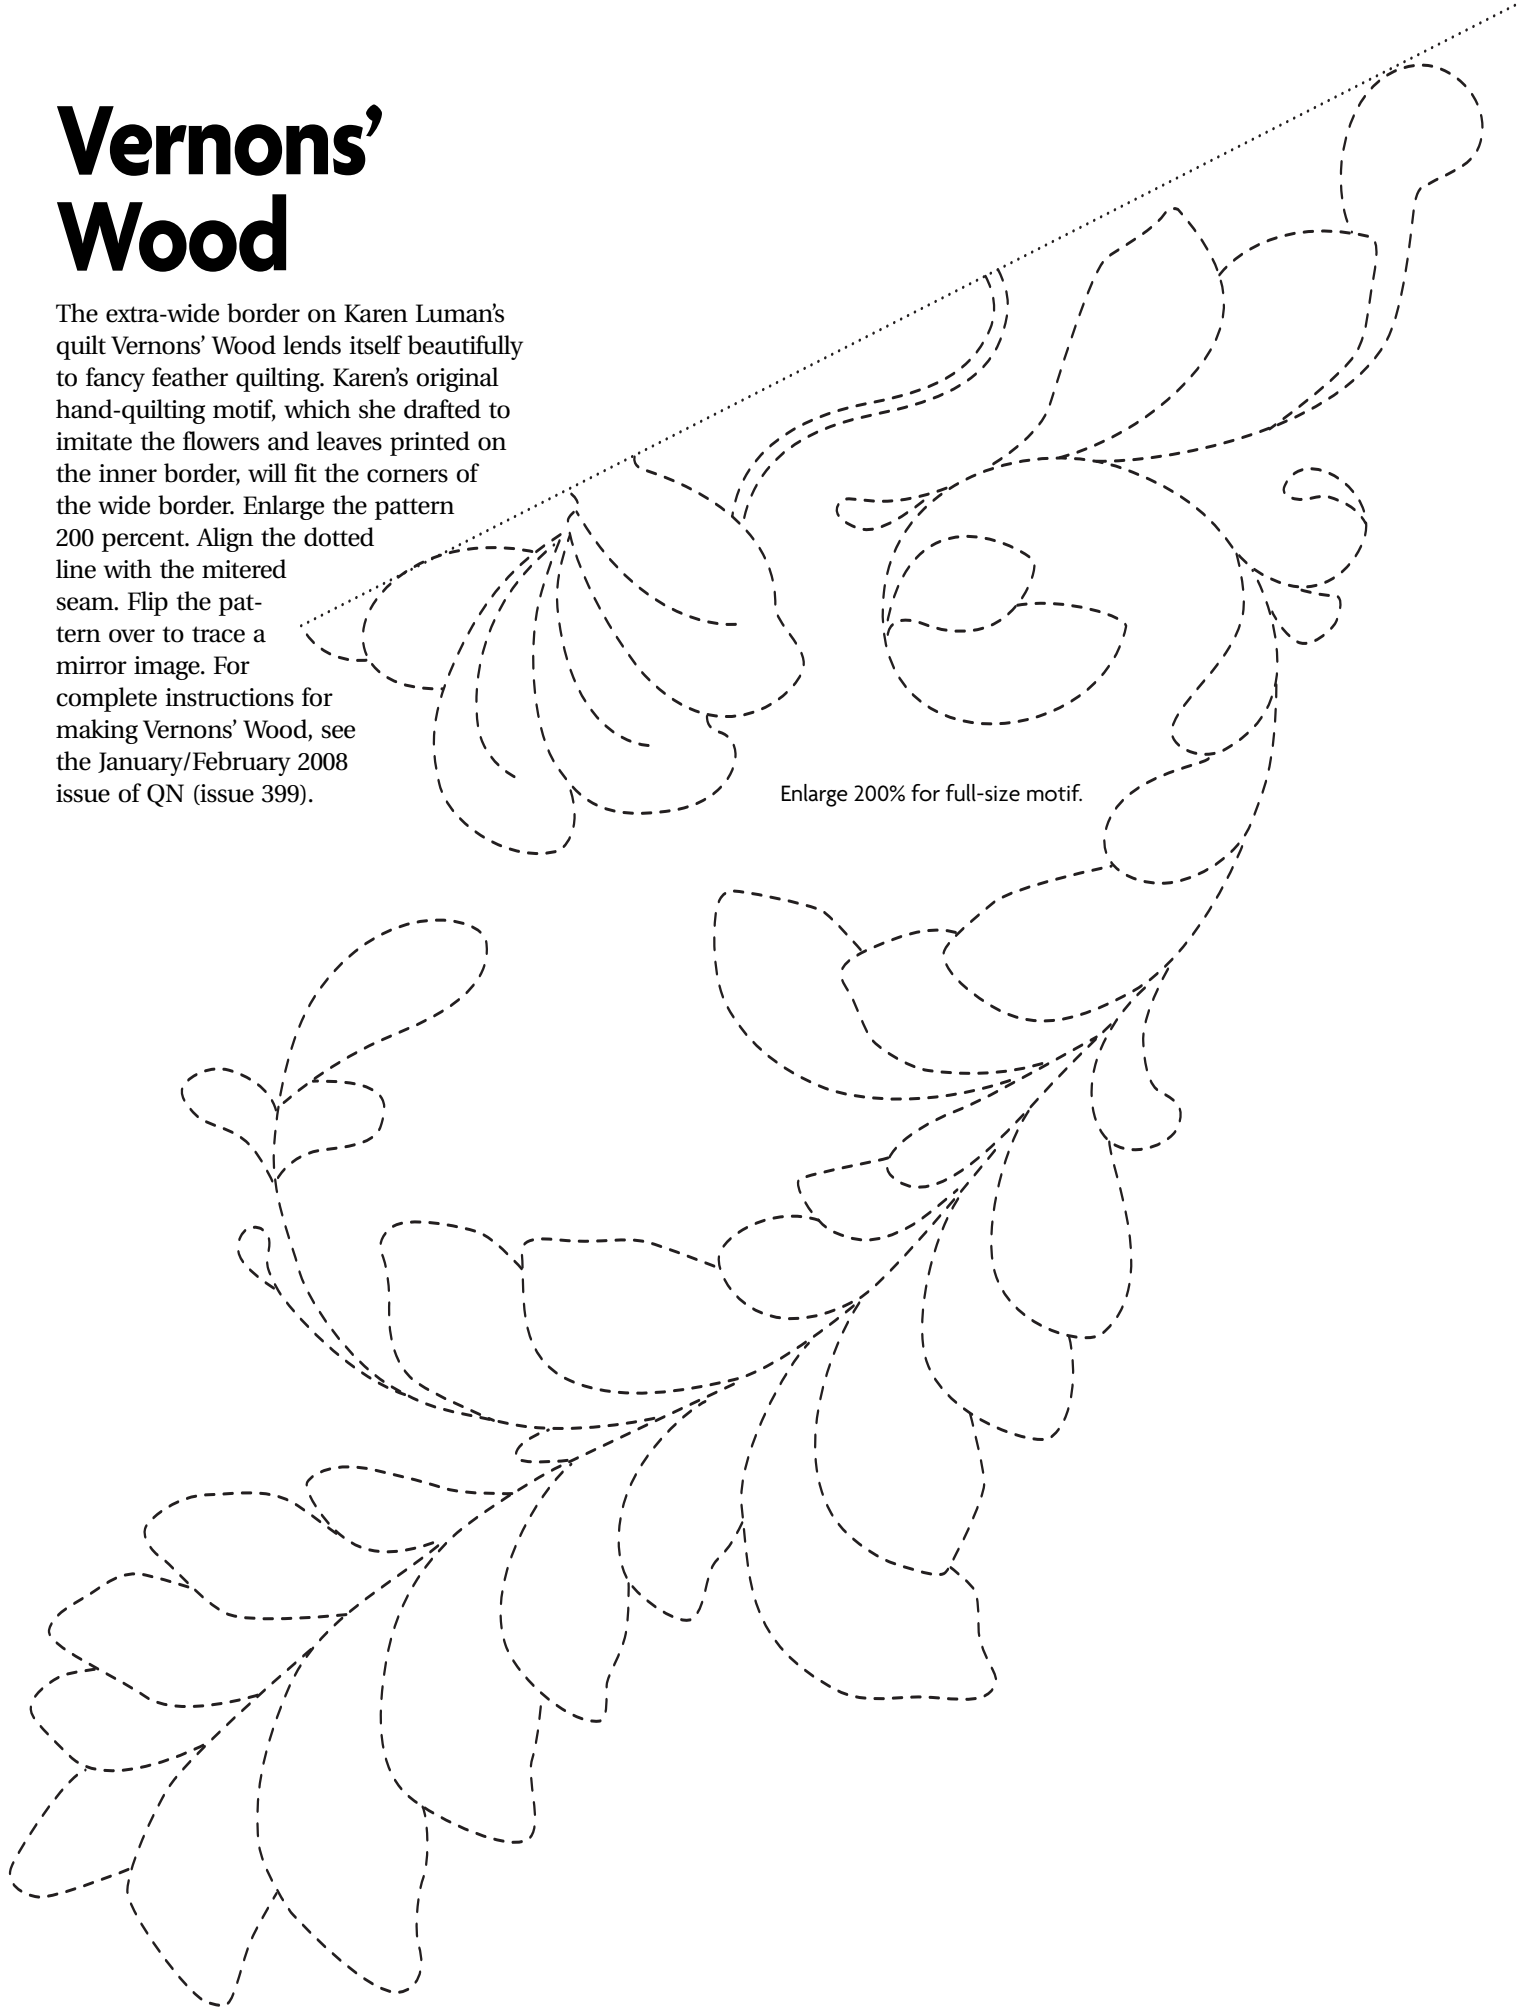 Vernons’
Wood
The extra-wide border on Karen Luman’s
quilt Vernons’ Wood lends itself beautifully
to fancy feather quilting. Karen’s original
hand-quilting motif, which she drafted to
imitate the flowers and leaves printed on
the inner border, will fit the corners of
the wide border. Enlarge the pattern
200 percent. Align the dotted
line with the mitered
seam. Flip the pat-
tern over to trace a
mirror image. For
complete instructions for
making Vernons’ Wood, see
the January/February 2008
issue of QN (issue 399).
Enlarge 200% for full-size motif.